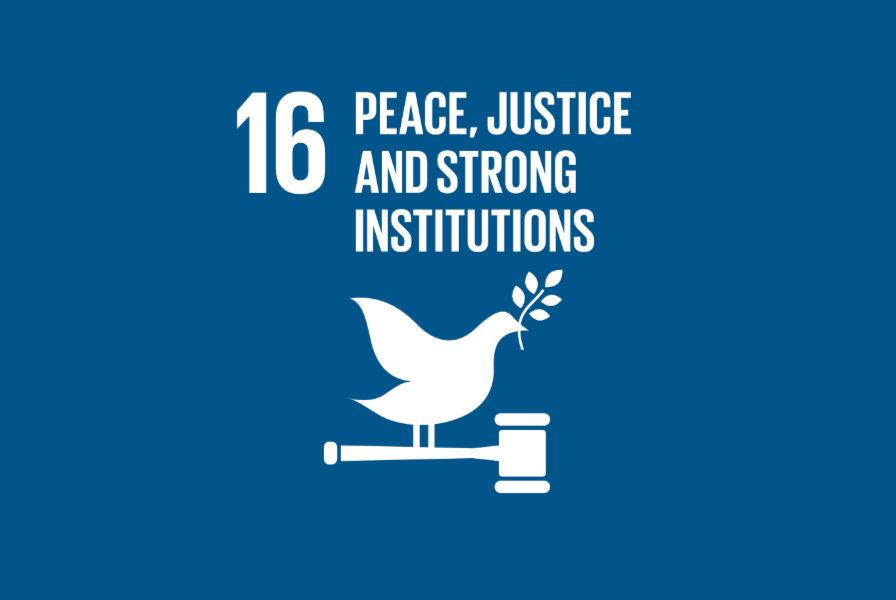 16 PEACE, JUSTICE
AND STRONG
INSTITUTIONS